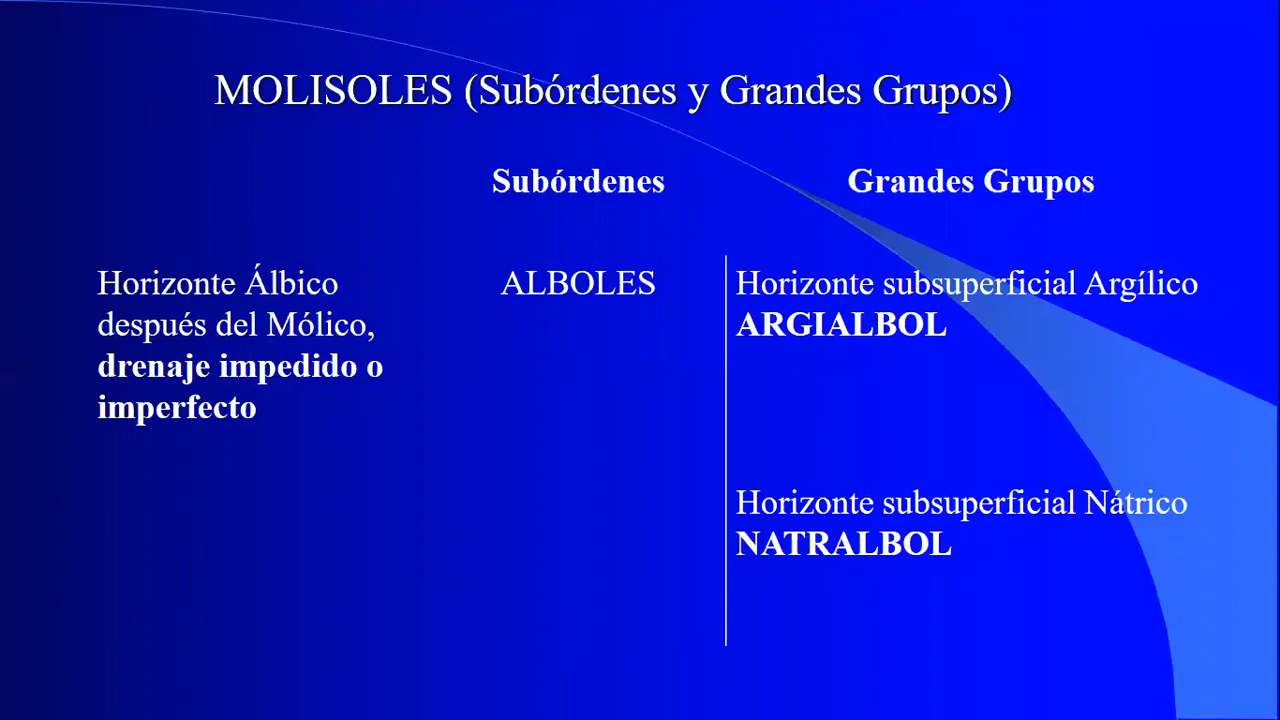 MOLISOLES (Subórdenes y Grandes Grupos)
Subórdenes
Grandes Grupos
Horizonte Álbico
después del Mólico,
drenaje impedido o
imperfecto
ALBOLES
Horizonte subsuperficial Argílico
ARGIALBOL
Horizonte subsuperficial Nátrico
NATRALBOL